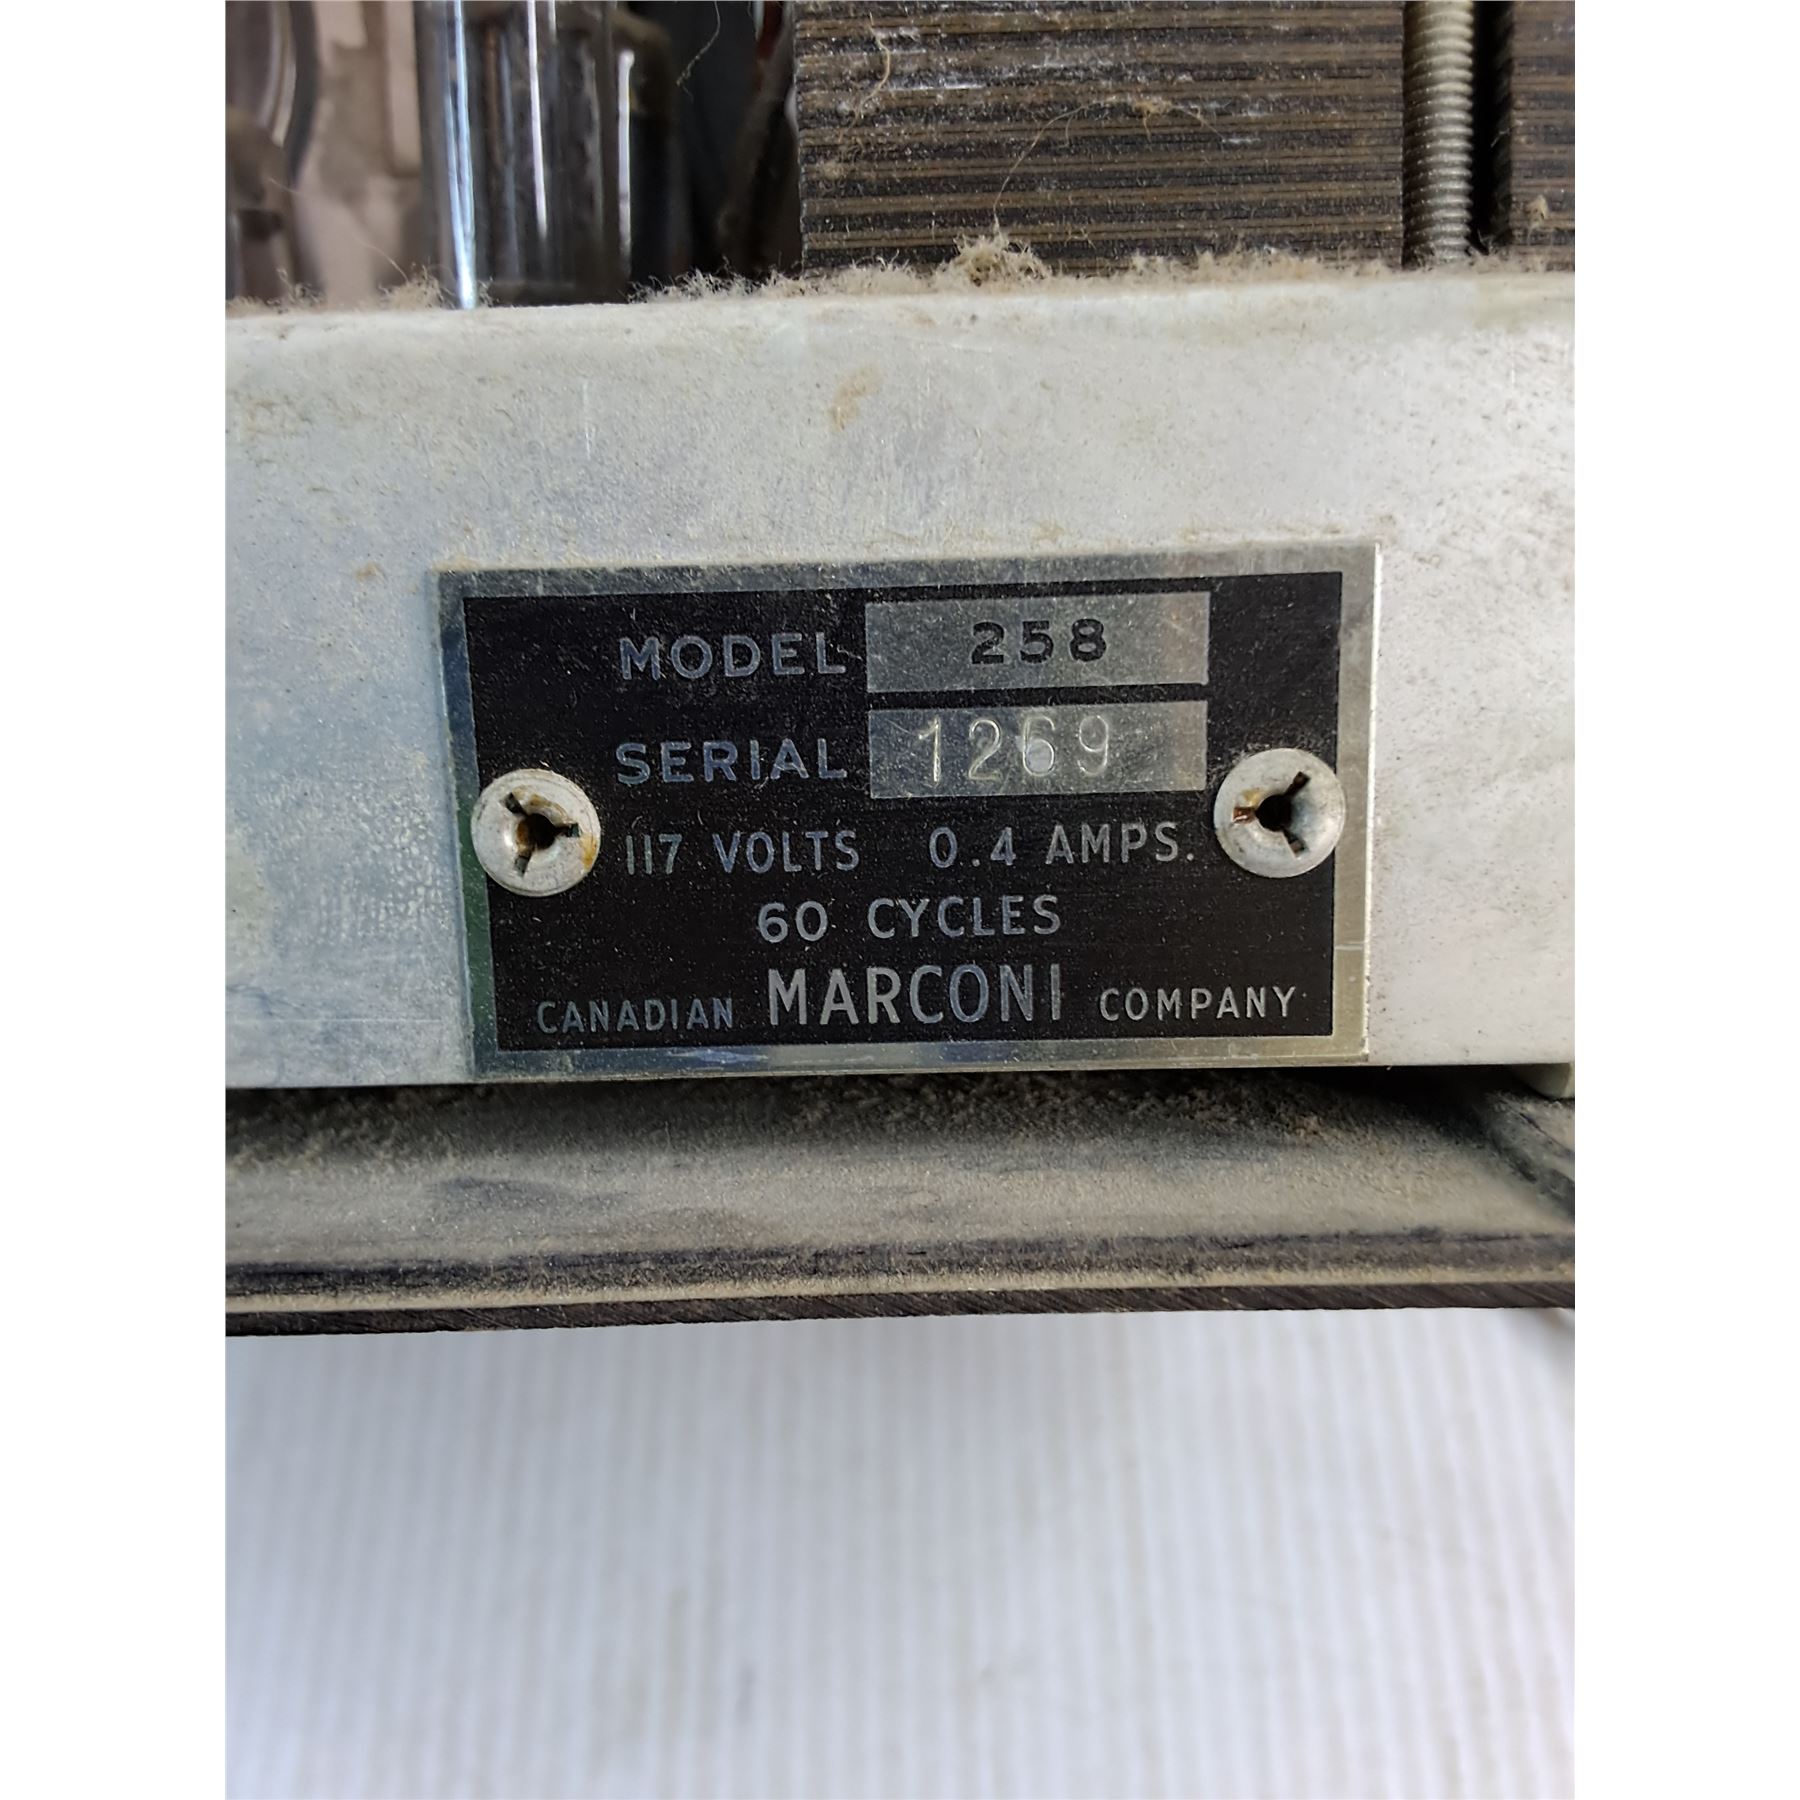 MODEL 258
SERIAL 1269
117 VOLTS 0.4 AMPS.
60 CYCLES
CANADIAN MARCONI COMPANY